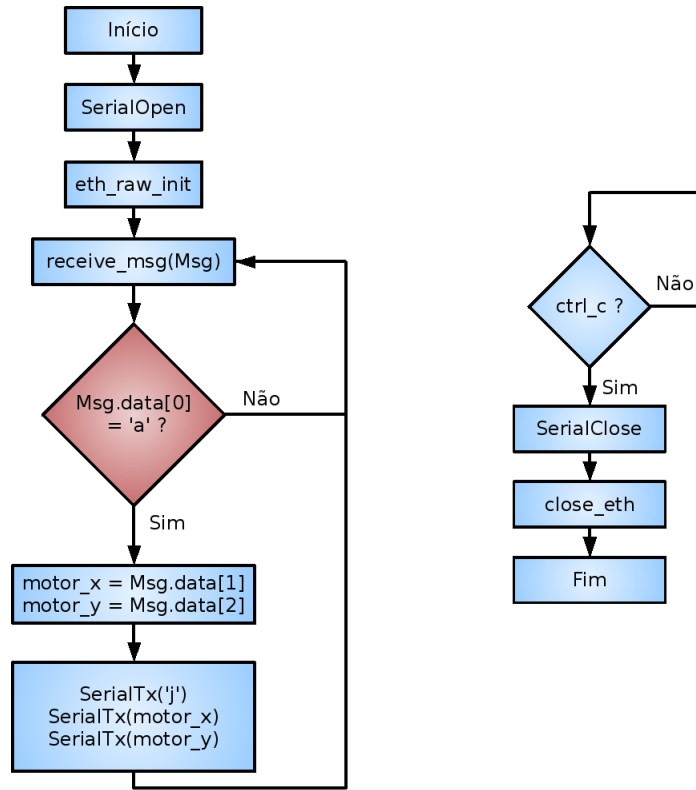 Início
SerialOpen
eth_raw_init
receive_msg(Msg)
Msg.data[0]
= 'a' ?
Não
Sim
motor_x = Msg.data[1]
motor_y = Msg.data[2]
SerialTx('j')
SerialTx(motor_x)
SerialTx(motor_y)
ctrl_c ?
Não
Sim
SerialClose
close_eth
Fim